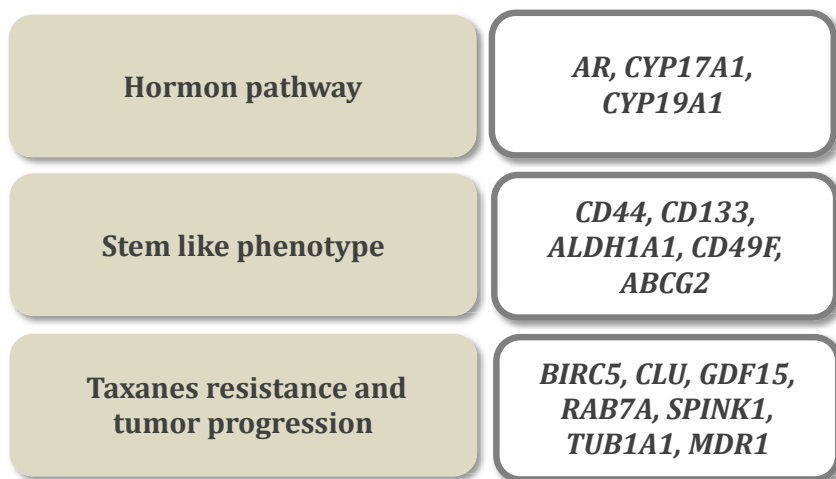 Hormon pathway
AR, CYP17A1,
CYP19A1
Stem like phenotype
CD44, CD133,
ALDH1A1, CD49F,
ABCG2
Taxanes resistance and
tumor progression
BIRC5, CLU, GDF15,
RAB7A, SPINK1,
TUB1A1, MDR1